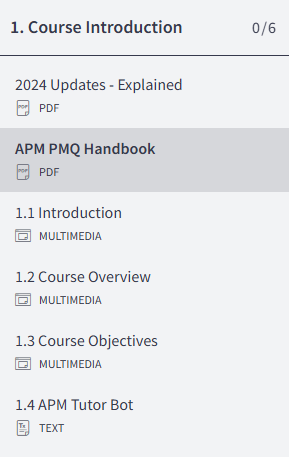 1. Course Introduction 0/6
2024 Updates - Explained
PDF
APM PMQ Handbook
PDF
1.1 Introduction
MULTIMEDIA
1.2 Course Overview
MULTIMEDIA
1.3 Course Objectives
MULTIMEDIA
1.4 APM Tutor Bot
TEXT